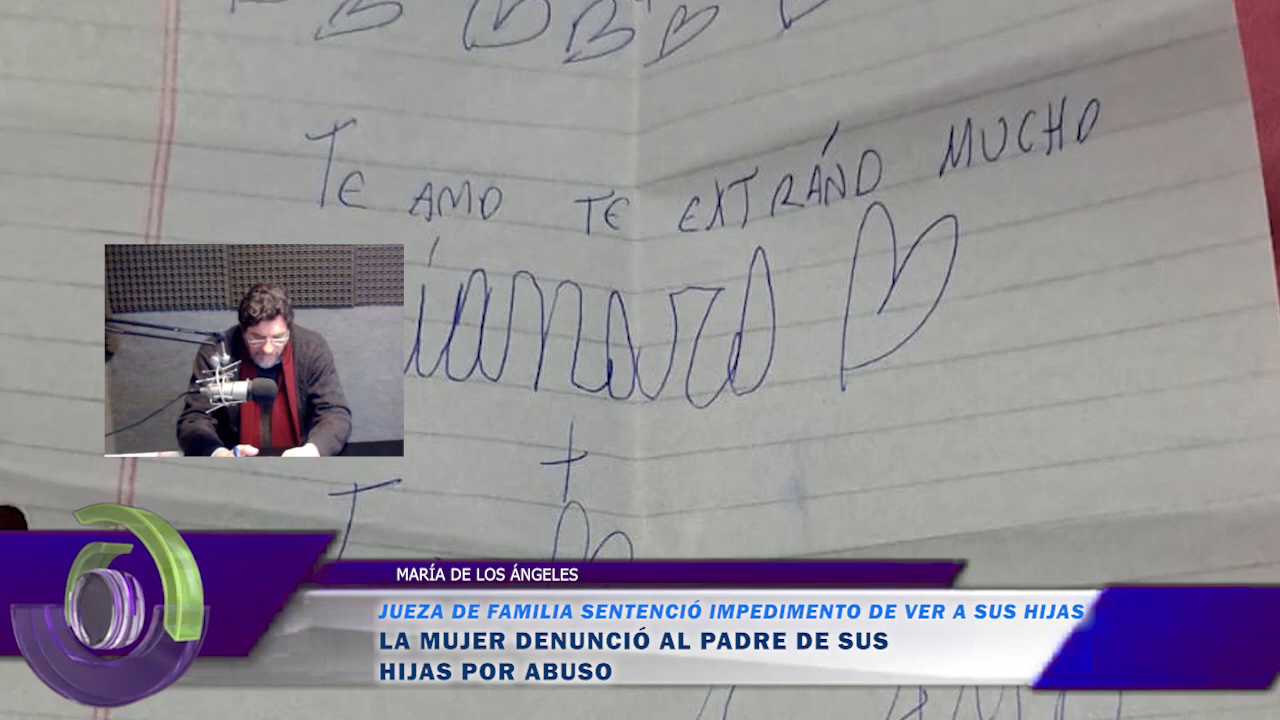 TE AMO TE EXTRÁÑO MUCHO
MARÍA DE LOS ÁNGELES
JUEZA DE FAMILIA SENTENCIÓ IMPEDIMENTO DE VER A SUS HIJAS
LA MUJER DENUNCIÓ AL PADRE DE SUS
HIJAS POR ABUSO